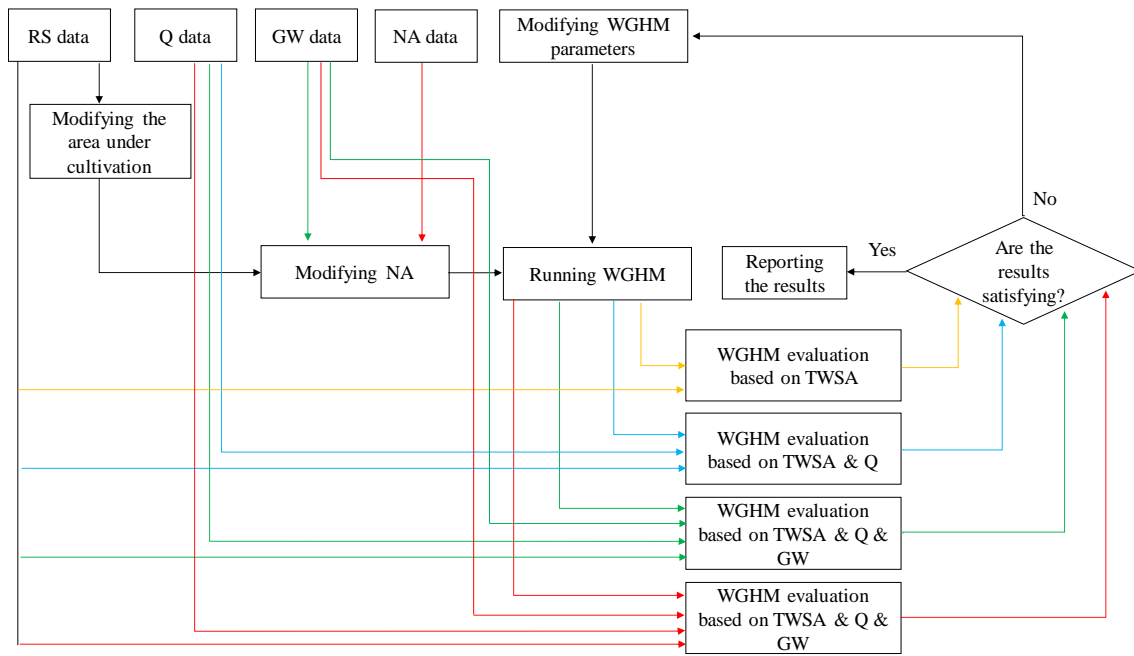 RS data
Q data
GW data
NA data
Modifying WGHM
parameters
Modifying the
area under
cultivation
No
Modifying NA
Running WGHM
Reporting
the results
Yes
Are the
results
satisfying?
WGHM evaluation
based on TWSA
WGHM evaluation
based on TWSA & Q
WGHM evaluation
based on TWSA & Q &
GW
WGHM evaluation
based on TWSA & Q &
GW